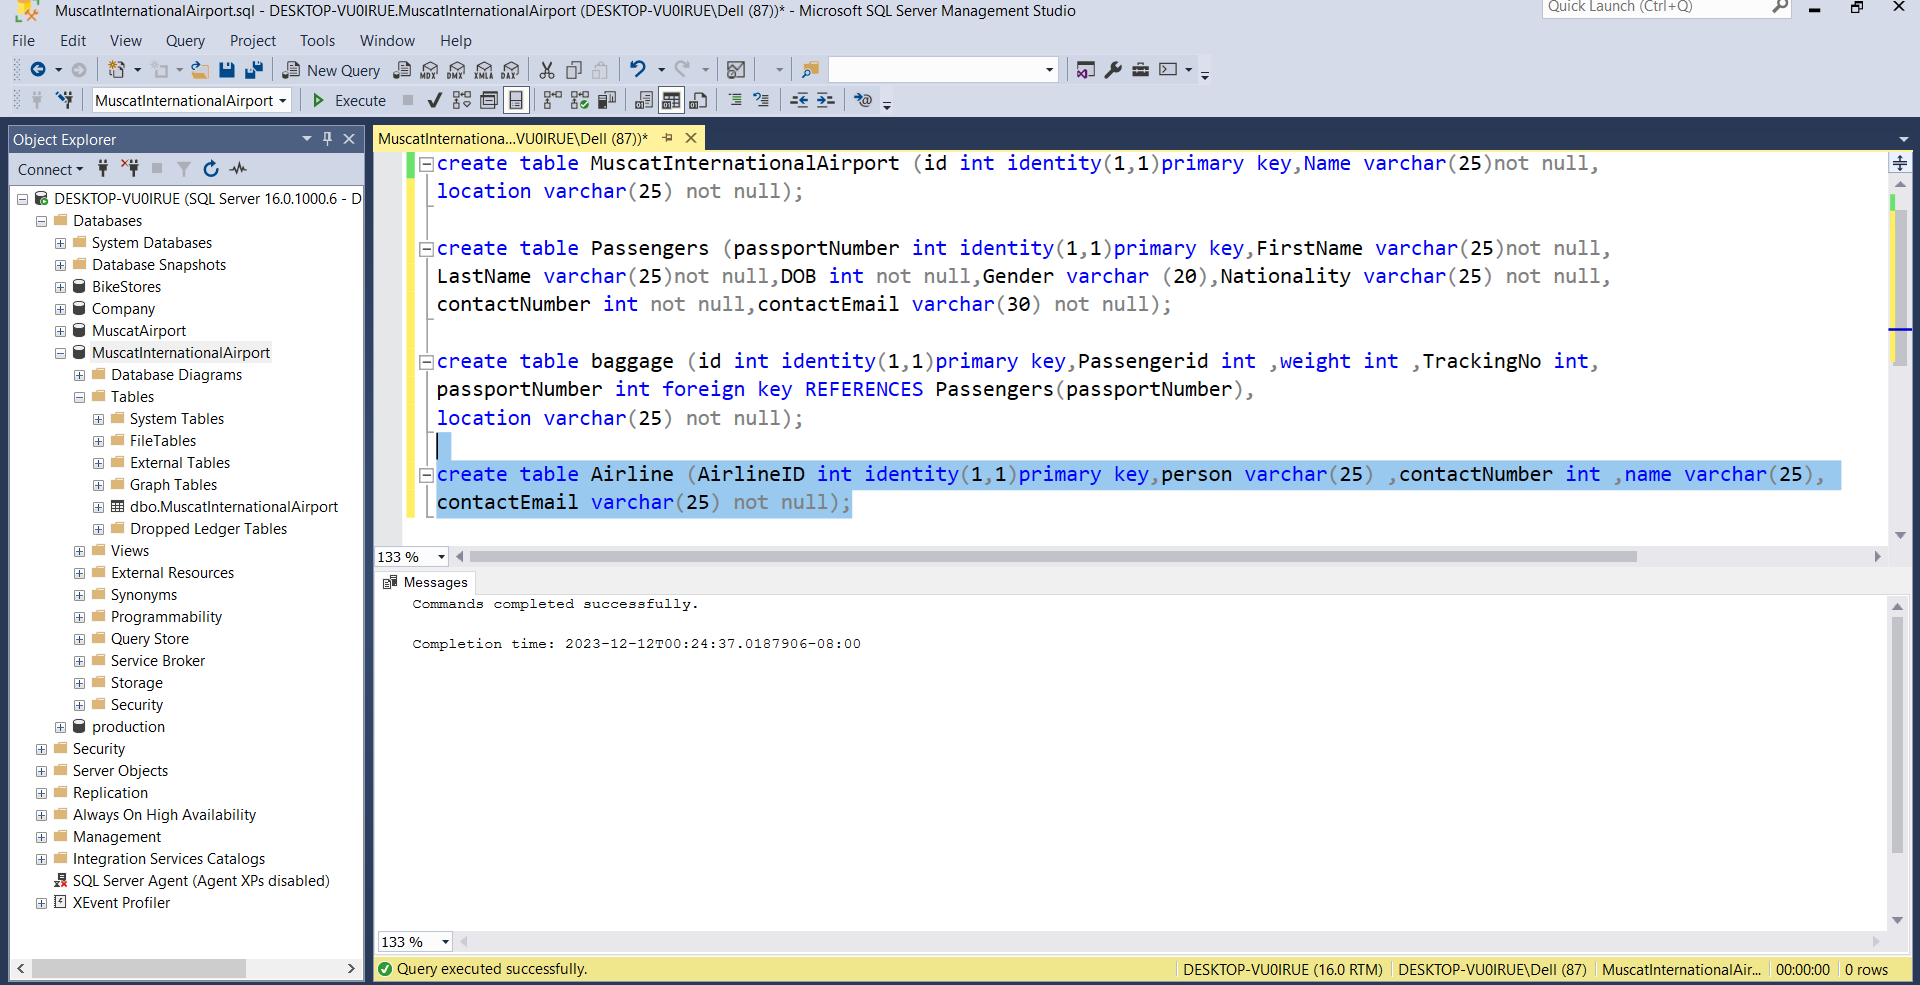 MuscatInternationalAirport.sql - DESKTOP-VU0IRUE.MuscatInternationalAirport (DESKTOP-VU0IRUE\Dell (87))* - Microsoft SQL Server Management Studio
Quick Launch (Ctrl+Q)
File Edit View Query Project Tools Window Help
New Query
MDX DMX XMLA DAX
MuscatInternationalAirport
Execute
Object Explorer
Connect
DESKTOP-VU0IRUE (SQL Server 16.0.1000.6 - D
Databases
System Databases
Database Snapshots
BikeStores
Company
MuscatAirport
MuscatInternationalAirport
Database Diagrams
Tables
System Tables
FileTables
External Tables
Graph Tables
dbo.MuscatInternationalAirport
Dropped Ledger Tables
Views
External Resources
Synonyms
Programmability
Query Store
Service Broker
Storage
Security
production
Security
Server Objects
Replication
Always On High Availability
Management
Integration Services Catalogs
SQL Server Agent (Agent XPs disabled)
XEvent Profiler
MuscatInternationa...VU0IRUE\Dell (87))*
create table MuscatInternationalAirport (id int identity(1,1)primary key,Name varchar(25)not null,
location varchar(25) not null);
create table Passengers (passportNumber int identity(1,1)primary key,FirstName varchar(25)not null,
LastName varchar(25)not null,DOB int not null,Gender varchar (20),Nationality varchar(25) not null,
contactNumber int not null,contactEmail varchar(30) not null);
create table baggage (id int identity(1,1)primary key,Passengerid int ,weight int ,TrackingNo int,
passportNumber int foreign key REFERENCES Passengers(passportNumber),
location varchar(25) not null);
create table Airline (AirlineID int identity(1,1)primary key,person varchar(25) ,contactNumber int ,name varchar(25),
contactEmail varchar(25) not null);
133 %
Messages
Commands completed successfully.
Completion time: 2023-12-12T00:24:37.0187906-08:00
133 %
Query executed successfully.
DESKTOP-VU0IRUE (16.0 RTM)
DESKTOP-VU0IRUE\Dell (87)
MuscatInternationalAir...
00:00:00
0 rows